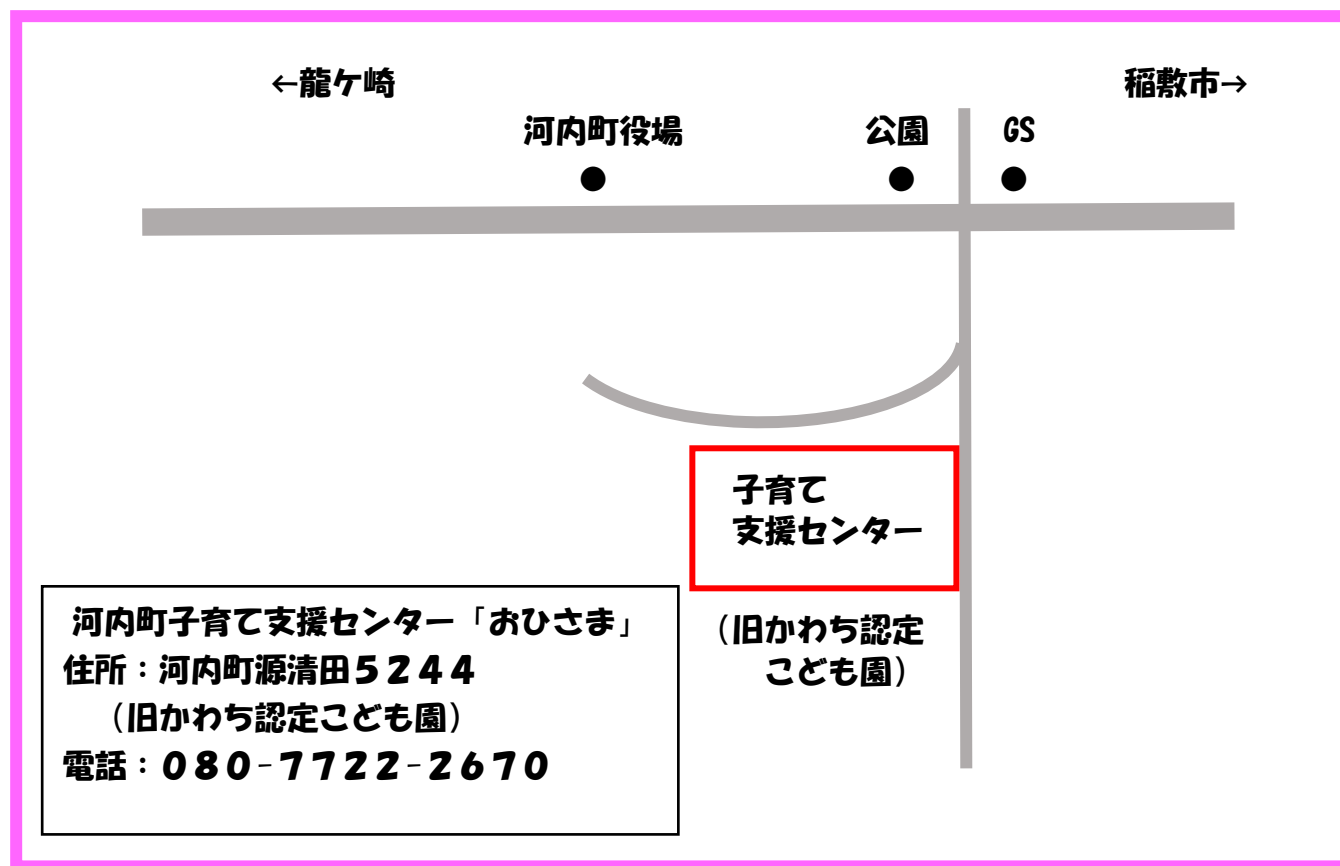 ←龍ケ崎
稲敷市→
河内町役場
公園
GS
子育て
支援センター
(旧かわち認定
こども園)
河内町子育て支援センター「おひさま」
住所:河内町源清田5244
(旧かわち認定こども園)
電話:080-7722-2670